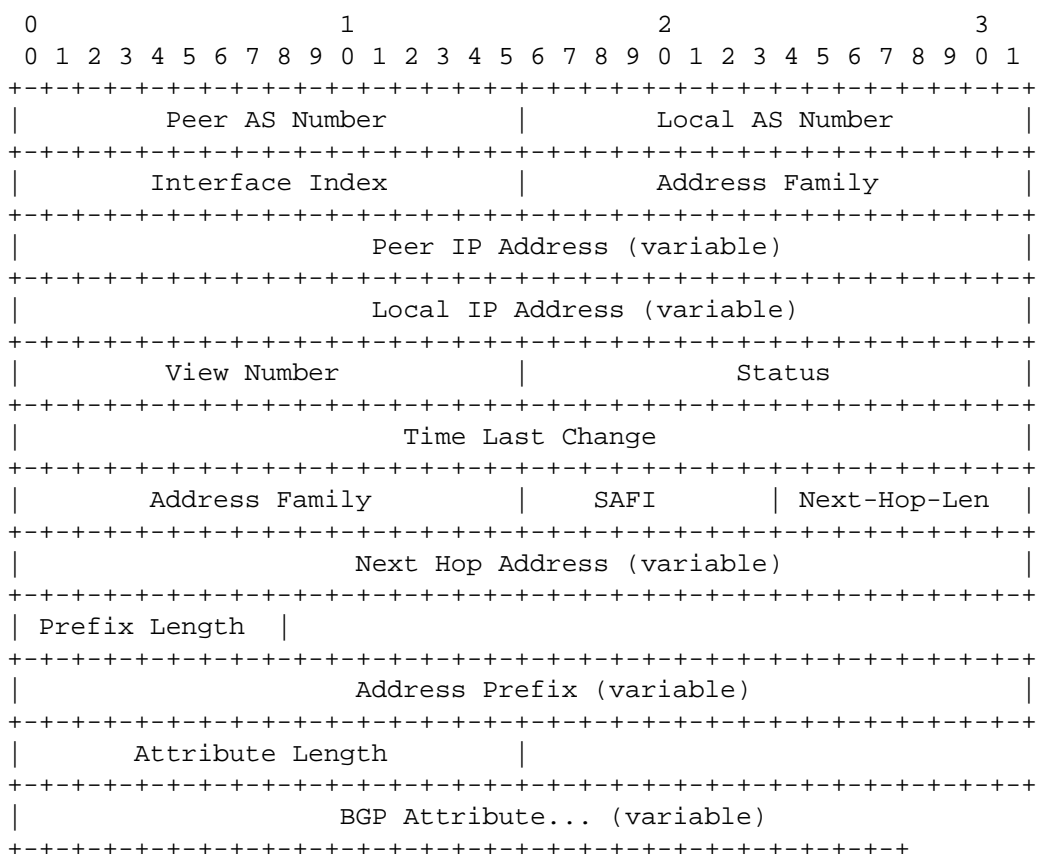 0                   1                   2                   3
 0 1 2 3 4 5 6 7 8 9 0 1 2 3 4 5 6 7 8 9 0 1 2 3 4 5 6 7 8 9 0 1
+-+-+-+-+-+-+-+-+-+-+-+-+-+-+-+-+-+-+-+-+-+-+-+-+-+-+-+-+-+-+-+-+
|         Peer AS Number        |        Local AS Number        |
+-+-+-+-+-+-+-+-+-+-+-+-+-+-+-+-+-+-+-+-+-+-+-+-+-+-+-+-+-+-+-+-+
|        Interface Index        |        Address Family         |
+-+-+-+-+-+-+-+-+-+-+-+-+-+-+-+-+-+-+-+-+-+-+-+-+-+-+-+-+-+-+-+-+
|                      Peer IP Address (variable)               |
+-+-+-+-+-+-+-+-+-+-+-+-+-+-+-+-+-+-+-+-+-+-+-+-+-+-+-+-+-+-+-+-+
|                      Local IP Address (variable)              |
+-+-+-+-+-+-+-+-+-+-+-+-+-+-+-+-+-+-+-+-+-+-+-+-+-+-+-+-+-+-+-+-+
|         View Number           |             Status            |
+-+-+-+-+-+-+-+-+-+-+-+-+-+-+-+-+-+-+-+-+-+-+-+-+-+-+-+-+-+-+-+-+
|                        Time Last Change                       |
+-+-+-+-+-+-+-+-+-+-+-+-+-+-+-+-+-+-+-+-+-+-+-+-+-+-+-+-+-+-+-+-+
|        Address Family         |    SAFI       | Next-Hop-Len  |
+-+-+-+-+-+-+-+-+-+-+-+-+-+-+-+-+-+-+-+-+-+-+-+-+-+-+-+-+-+-+-+-+
|                     Next Hop Address (variable)               |
+-+-+-+-+-+-+-+-+-+-+-+-+-+-+-+-+-+-+-+-+-+-+-+-+-+-+-+-+-+-+-+-+
| Prefix Length  |
+-+-+-+-+-+-+-+-+-+-+-+-+-+-+-+-+-+-+-+-+-+-+-+-+-+-+-+-+-+-+-+-+
|                     Address Prefix (variable)                 |
+-+-+-+-+-+-+-+-+-+-+-+-+-+-+-+-+-+-+-+-+-+-+-+-+-+-+-+-+-+-+-+-+
|       Attribute Length        |
+-+-+-+-+-+-+-+-+-+-+-+-+-+-+-+-+-+-+-+-+-+-+-+-+-+-+-+-+-+-+-+-+
|                    BGP Attribute... (variable)
+-+-+-+-+-+-+-+-+-+-+-+-+-+-+-+-+-+-+-+-+-+-+-+-+-+-+-+-+